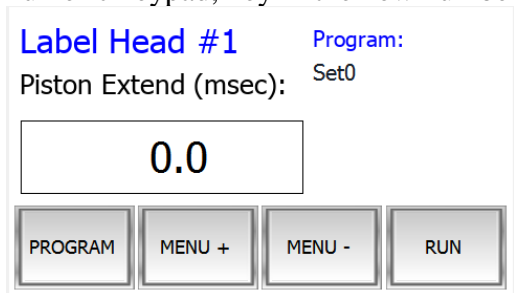 Label Head #1
Program:
Piston Extend (msec):
Set0
0.0
PROGRAM
MENU +
MENU -
RUN